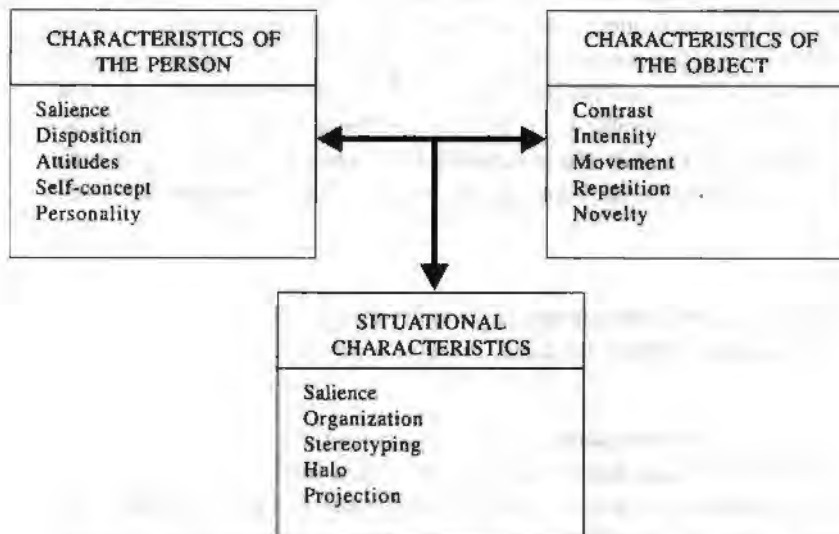 CHARACTERISTICS OF
THE PERSON
Salience
Disposition
Attitudes
Self-concept
Personality
CHARACTERISTICS OF
THE OBJECT
Contrast
Intensity
Movement
Repetition
Novelty
SITUATIONAL
CHARACTERISTICS
Salience
Organization
Stereotyping
Halo
Projection